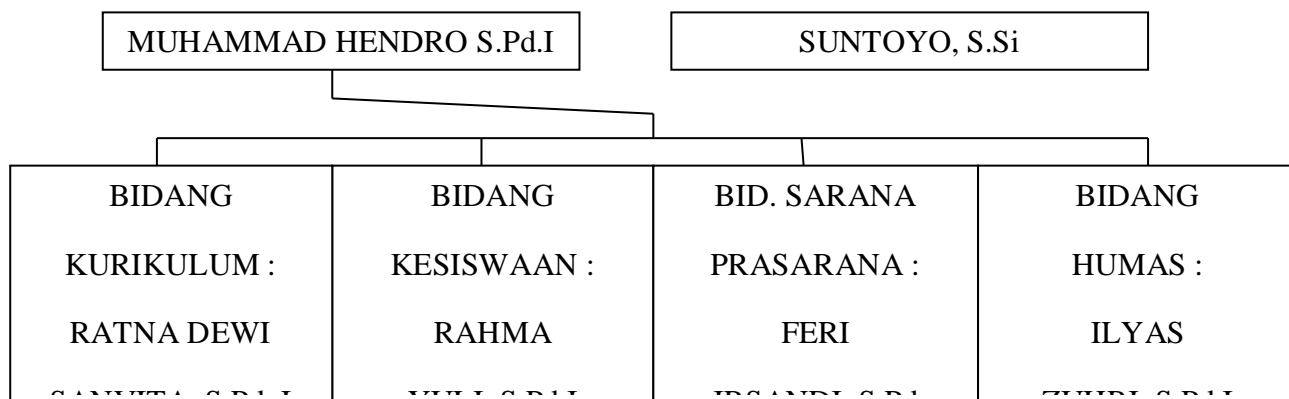 MUHAMMAD HENDRO S.Pd.I
SUNTOYO, S.Si
BIDANG
KURIKULUM :
RATNA DEWI
BIDANG
KESISWAAN :
RAHMA
BID. SARANA
PRASARANA :
FERI
BIDANG
HUMAS :
ILYAS